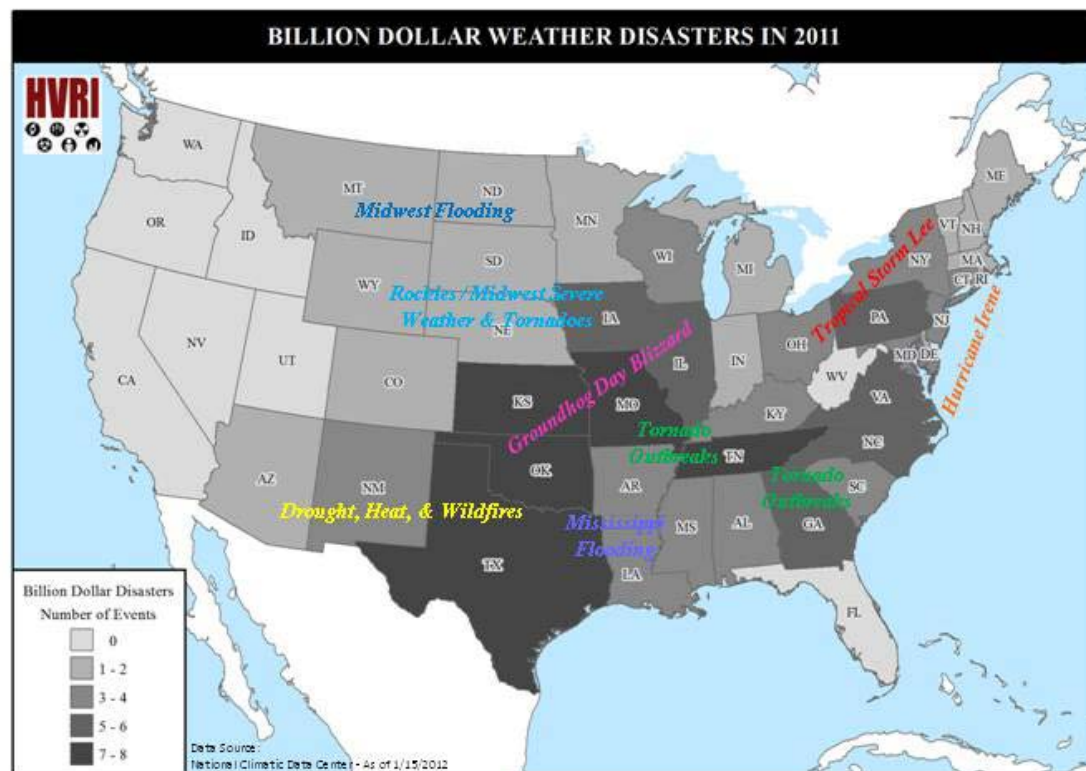 BILLION DOLLAR WEATHER DISASTERS IN 2011
HVRI
WA
MT
ND
MN
ME
Midwest Flooding
OR
ID
VT
NH
Tropical Storm Lee
SD
WI
NY
MA
WY
MI
CT
RI
Rockies / Midwest Severe
Weather & Tornadoes
Hurricane Irene
NE
IA
PA
NJ
NV
UT
OH
Groundhog Day Blizzard
IL
IN
MD
DE
CA
CO
WV
KS
MO
VA
KY
Tornado
Outbreaks
TN
NC
OK
AZ
NM
AR
Tornado
Outbreaks
SC
Drought, Heat, & Wildfires
Mississippi
Flooding
MS
AL
GA
TX
LA
FL
Billion Dollar Disasters
Number of Events
0
1 - 2
3 - 4
5 - 6
7 - 8
Data Source:
National Climatic Data Center - As of 1/15/2012